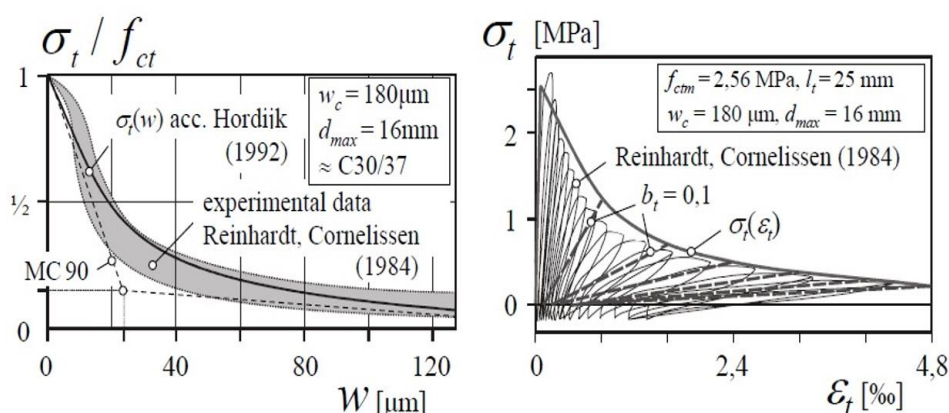 σt / fct
1
½
0
wc = 180μm
dmax = 16mm
≈ C30/37
σt(w) acc. Hordijk
(1992)
experimental data
Reinhardt, Cornelissen
(1984)
MC 90
0 40 80 120
w [μm]
σt [MPa]
2
1
0
fctm = 2,56 MPa, lt = 25 mm
wc = 180 μm, dmax = 16 mm
Reinhardt, Cornelissen (1984)
bt = 0,1
σt(εt)
0 2,4 4,8
εt [‰]